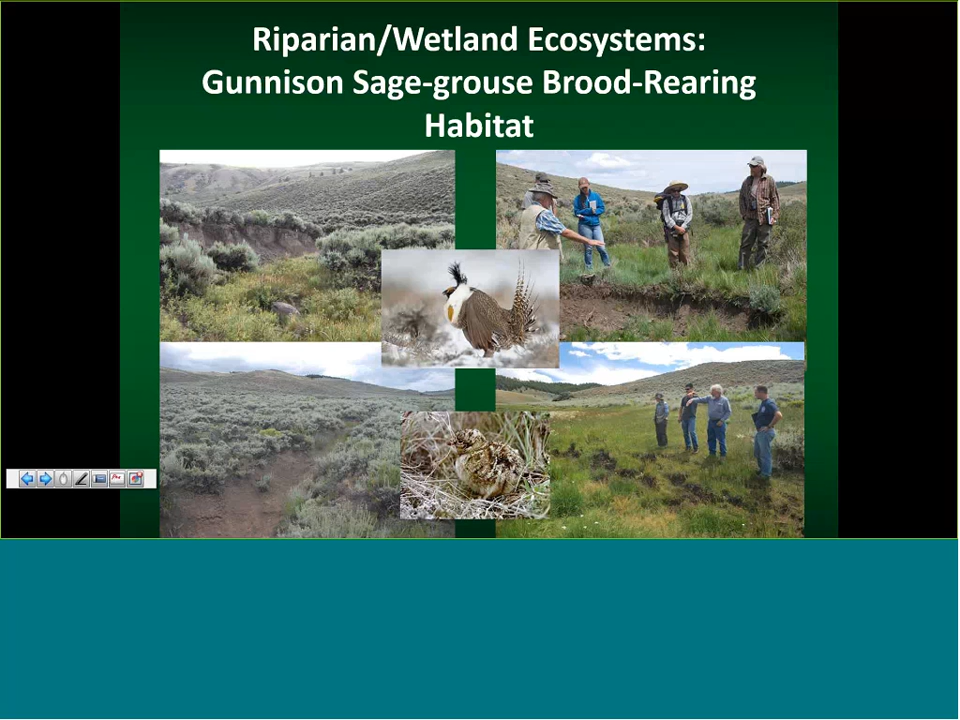 Riparian/Wetland Ecosystems:
Gunnison Sage-grouse Brood-Rearing
Habitat